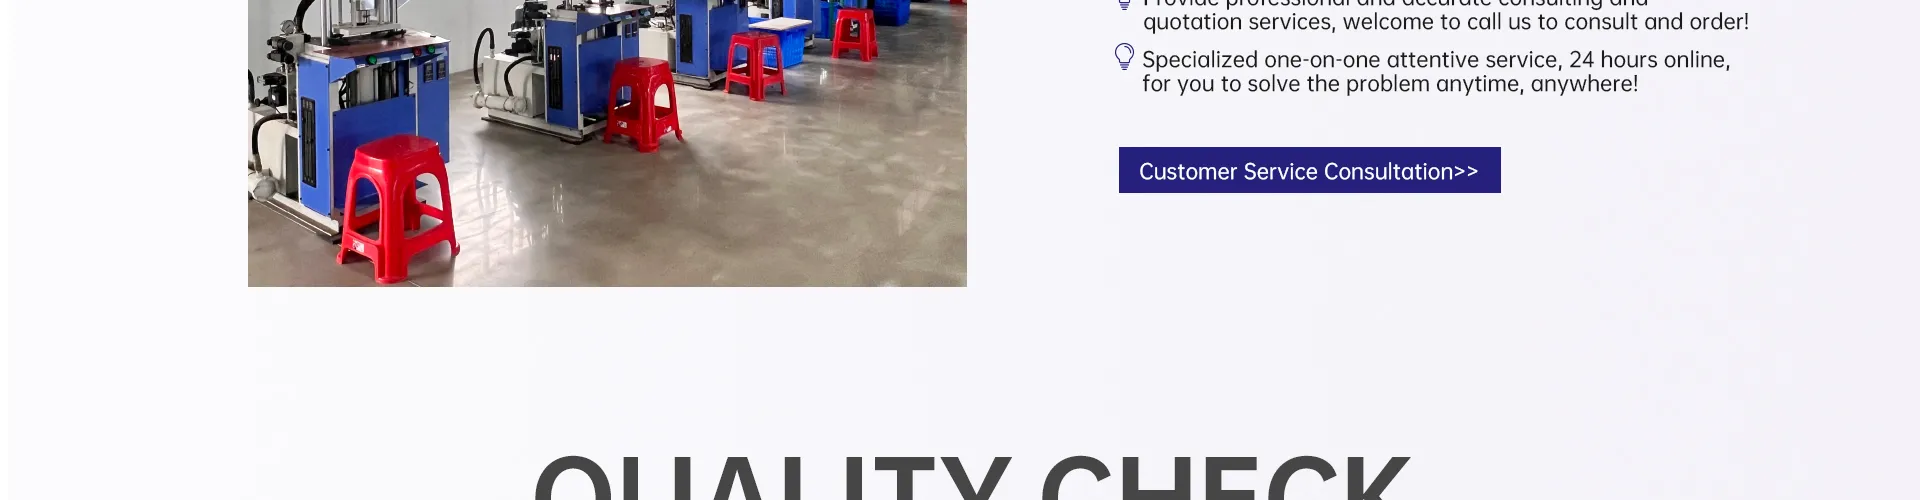 Provide professional and accurate consulting and
quotation services, welcome to call us to consult and order!
Specialized one-on-one attentive service, 24 hours online,
for you to solve the problem anytime, anywhere!
Customer Service Consultation>>
QUALITY CHECK